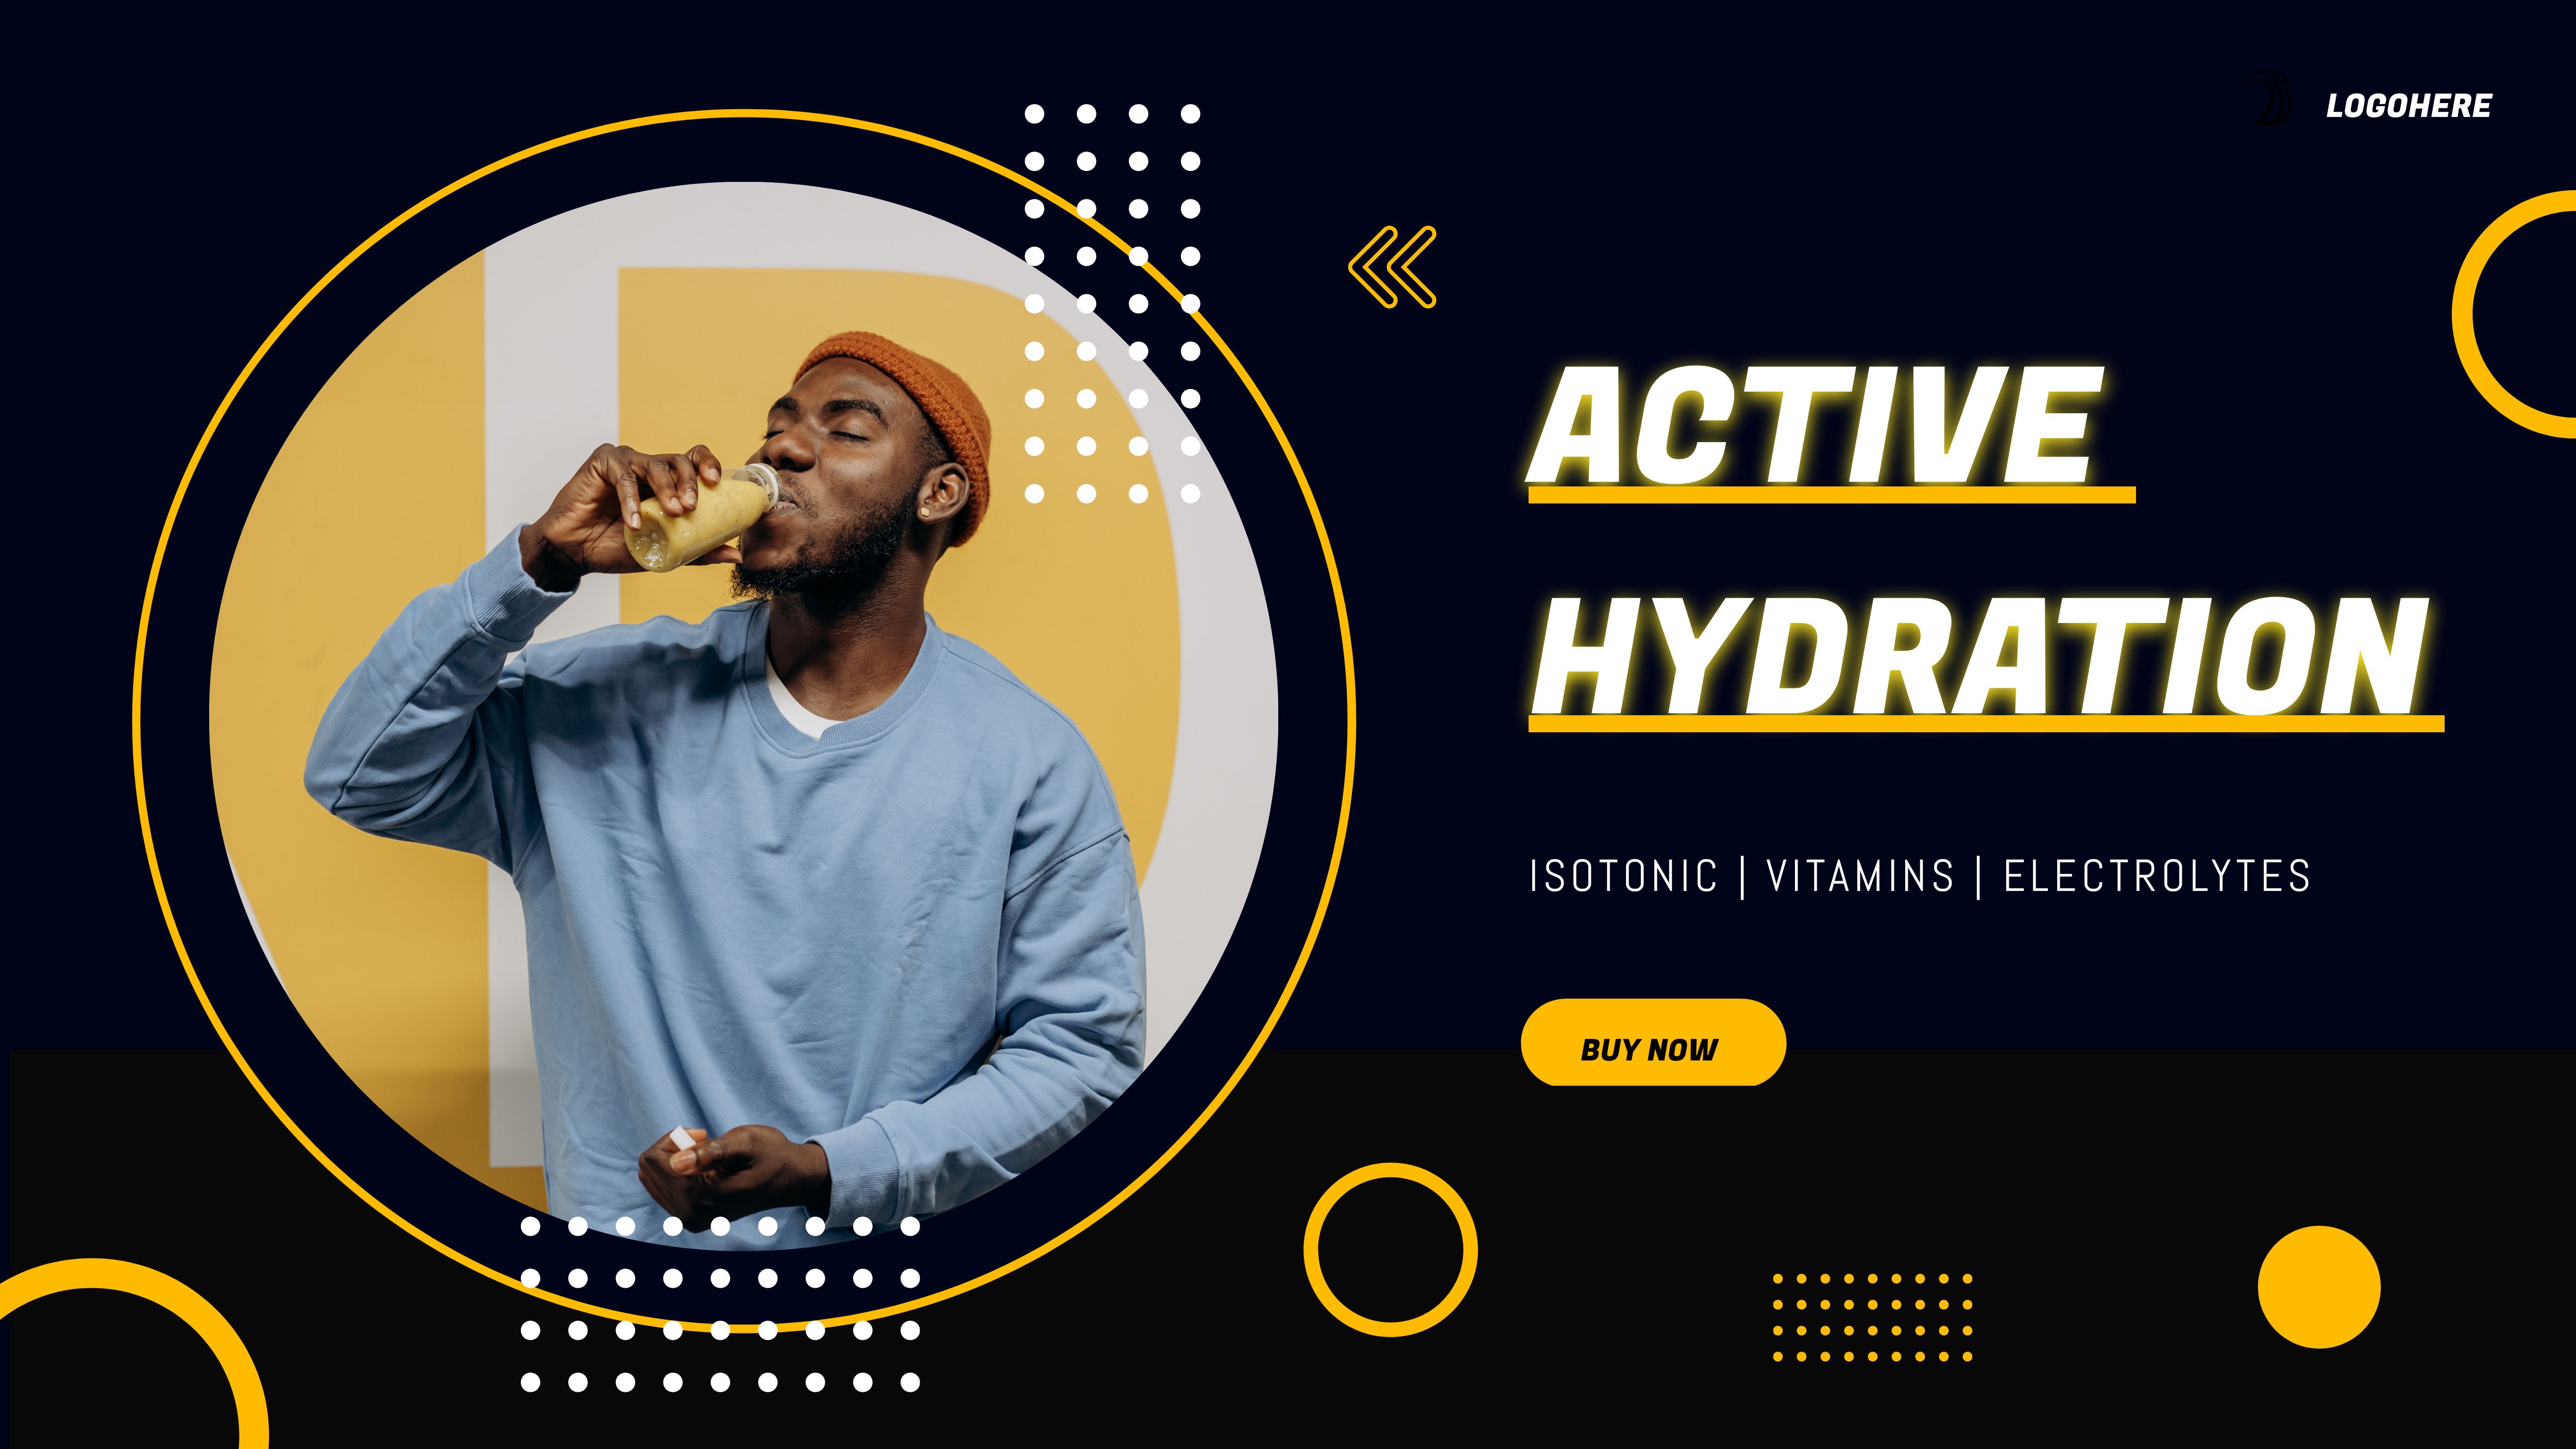 LOGOHERE
ACTIVE
HYDRATION
ISOTONIC | VITAMINS | ELECTROLYTES
BUY NOW